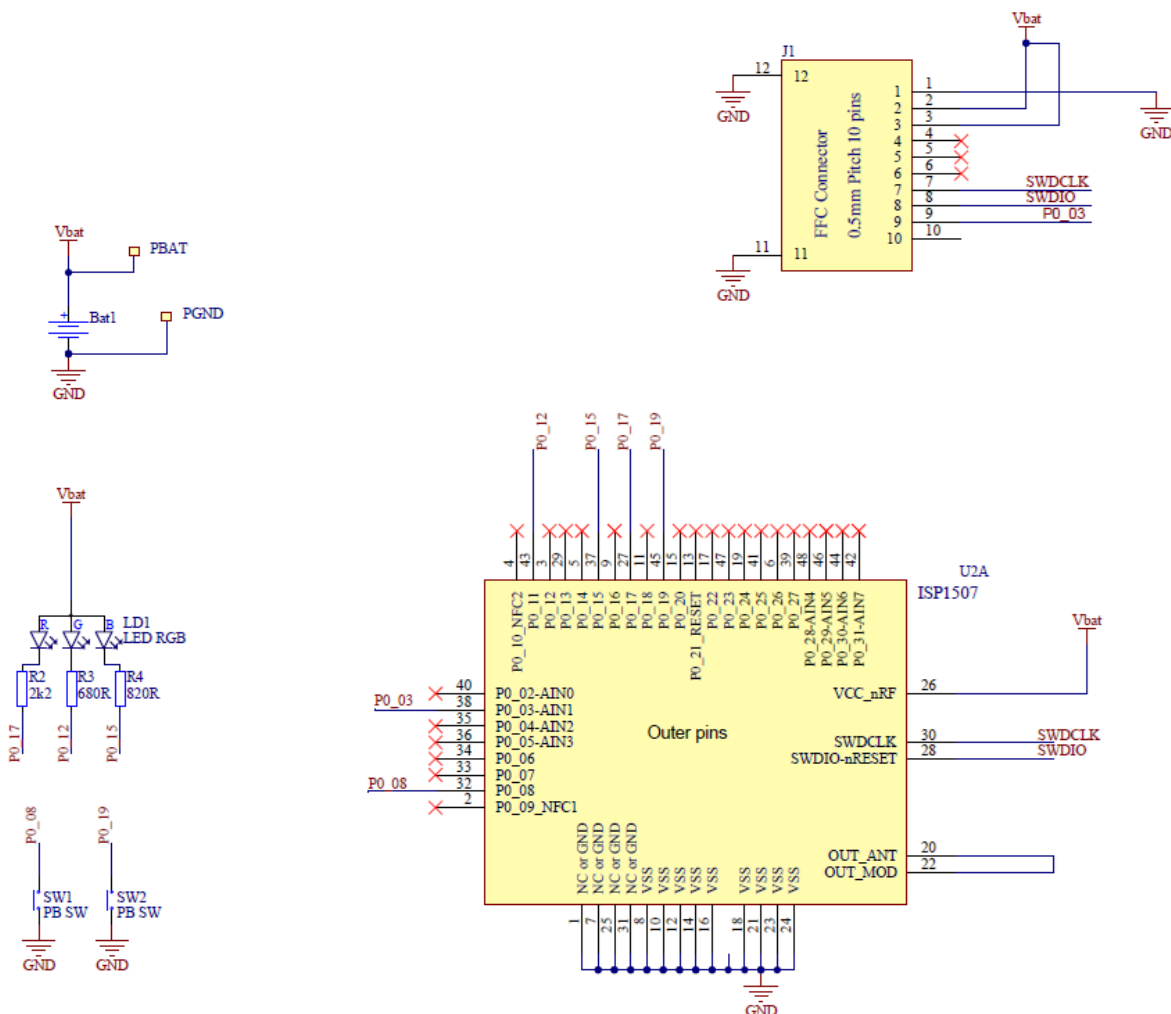 Vbat
J1
12
12
GND
FFC Connector
0.5mm Pitch 10 pins
1
2
3
4
5
6
7
8
9
10
1
2
3
4
5
6
7
8
9
10
GND
SWDCLK
SWDIO
P0_03
11
11
GND
Vbat
PBAT
+
Bat1
PGND
GND
P0_12
P0_15
P0_17
P0_19
4
43
3
29
5
37
9
27
11
45
15
13
17
47
19
41
6
39
48
46
44
42
U2A
ISP1507
P0_10_NFC2
P0_11
P0_12
P0_13
P0_14
P0_15
P0_16
P0_17
P0_18
P0_19
P0_20
P0_21_RESET
P0_22
P0_23
P0_24
P0_25
P0_26
P0_27
P0_28-AIN4
P0_29-AIN5
P0_30-AIN6
P0_31-AIN7
Vbat
R
G
B
LD1
LED RGB
R2
2k2
R3
680R
R4
820R
P0_17
P0_12
P0_15
P0_03
P0_08
40
38
35
36
34
33
32
2
P0_02-AIN0
P0_03-AIN1
P0_04-AIN2
P0_05-AIN3
P0_06
P0_07
P0_08
P0_09_NFC1
Outer pins
Vbat
VCC_nRF
26
SWDCLK
30
SWDCLK
SWDIO-nRESET
28
SWDIO
OUT_ANT
20
OUT_MOD
22
NC or GND
NC or GND
NC or GND
NC or GND
VSS
VSS
VSS
VSS
VSS
VSS
VSS
VSS
VSS
1
7
25
31
8
10
12
14
16
18
21
23
24
GND
P0_08
P0_19
SW1
PB SW
SW2
PB SW
GND
GND